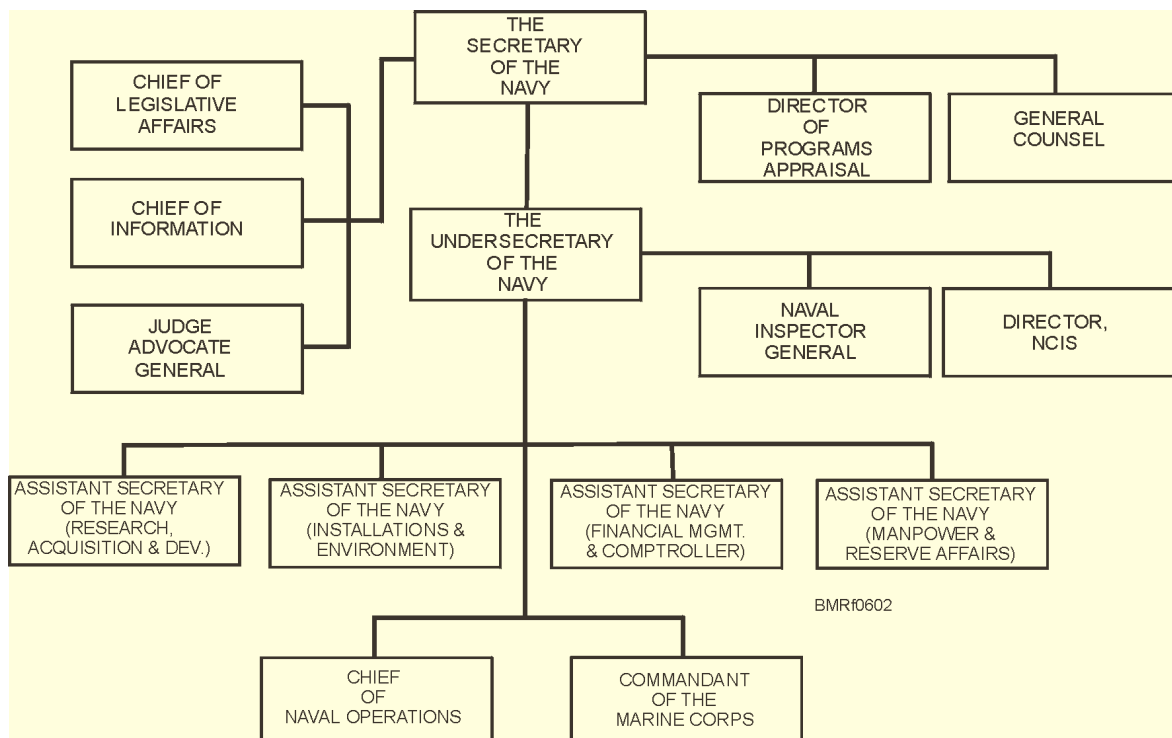 THE
SECRETARY
OF THE
NAVY
CHIEF OF
LEGISLATIVE
AFFAIRS
CHIEF OF
INFORMATION
JUDGE
ADVOCATE
GENERAL
DIRECTOR
OF
PROGRAMS
APPRAISAL
GENERAL
COUNSEL
THE
UNDERSECRETARY
OF THE
NAVY
NAVAL
INSPECTOR
GENERAL
DIRECTOR,
NCIS
ASSISTANT SECRETARY
OF THE NAVY
(RESEARCH,
ACQUISITION & DEV.)
ASSISTANT SECRETARY
OF THE NAVY
(INSTALLATIONS &
ENVIRONMENT)
ASSISTANT SECRETARY
OF THE NAVY
(FINANCIAL MGMT.
& COMPTROLLER)
ASSISTANT SECRETARY
OF THE NAVY
(MANPOWER &
RESERVE AFFAIRS)
BMRf0602
CHIEF
OF
NAVAL OPERATIONS
COMMANDANT
OF THE
MARINE CORPS